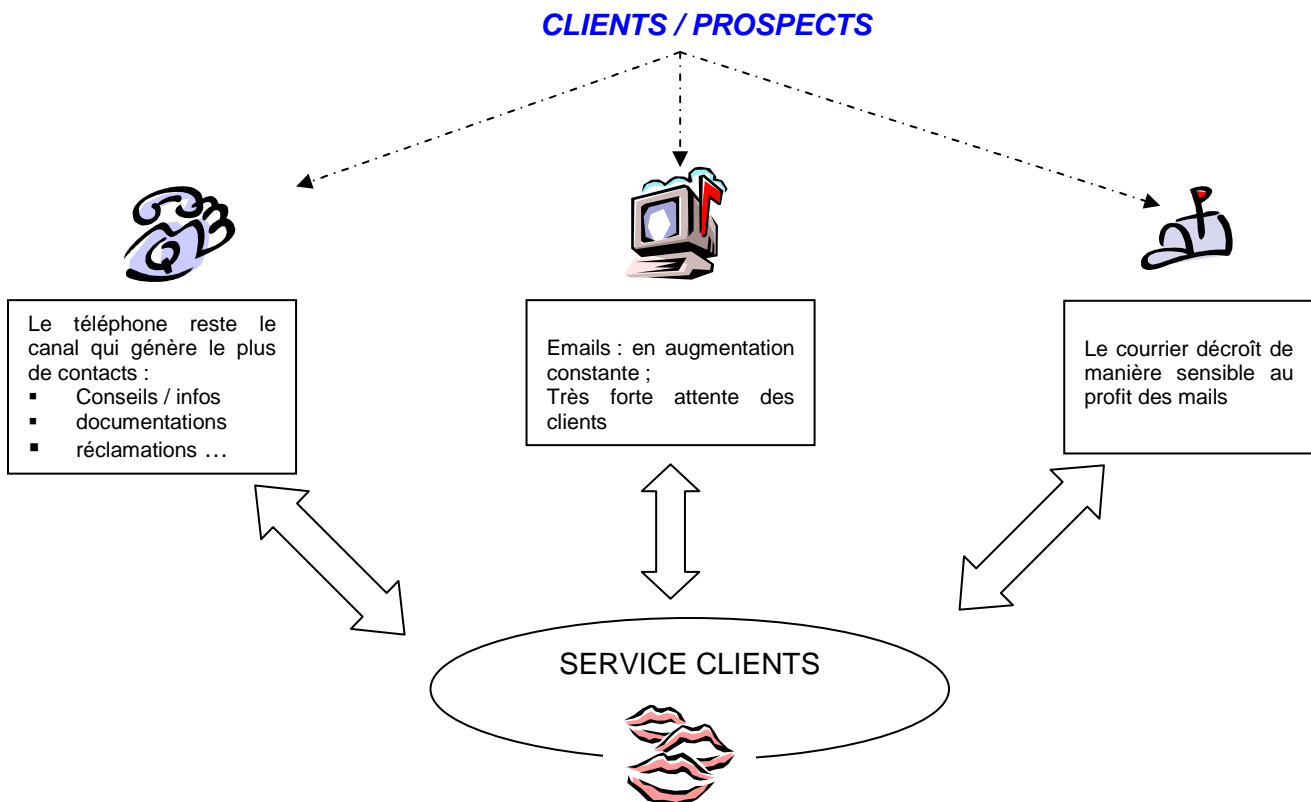 CLIENTS / PROSPECTS
Le téléphone reste le
canal qui génère le plus
de contacts :
▪ Conseils / infos
▪ documentations
▪ réclamations …
Emails : en augmentation
constante ;
Très forte attente des
clients
Le courrier décroît de
manière sensible au
profit des mails
SERVICE CLIENTS